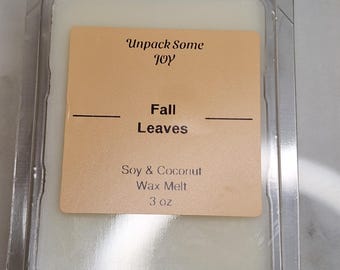 Unpack Some
JOY
Fall
Leaves
Soy & Coconut
Wax Melt
3 oz